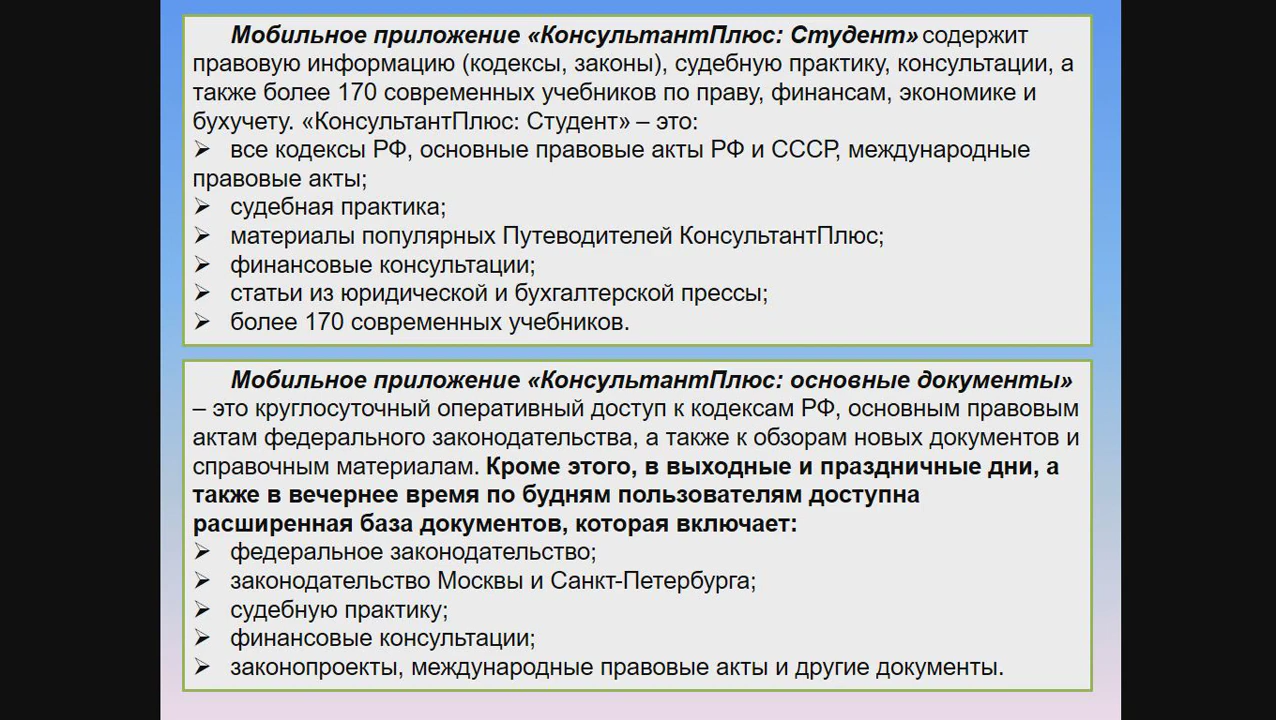 Мобильное приложение «КонсультантПлюс: Студент» содержит
правовую информацию (кодексы, законы), судебную практику, консультации, а
также более 170 современных учебников по праву, финансам, экономике и
бухучету. «КонсультантПлюс: Студент» – это:
➢ все кодексы РФ, основные правовые акты РФ и СССР, международные
правовые акты;
➢ судебная практика;
➢ материалы популярных Путеводителей КонсультантПлюс;
➢ финансовые консультации;
➢ статьи из юридической и бухгалтерской прессы;
➢ более 170 современных учебников.
Мобильное приложение «КонсультантПлюс: основные документы»
– это круглосуточный оперативный доступ к кодексам РФ, основным правовым
актам федерального законодательства, а также к обзорам новых документов и
справочным материалам. Кроме этого, в выходные и праздничные дни, а
также в вечернее время по будням пользователям доступна
расширенная база документов, которая включает:
➢ федеральное законодательство;
➢ законодательство Москвы и Санкт-Петербурга;
➢ судебную практику;
➢ финансовые консультации;
➢ законопроекты, международные правовые акты и другие документы.